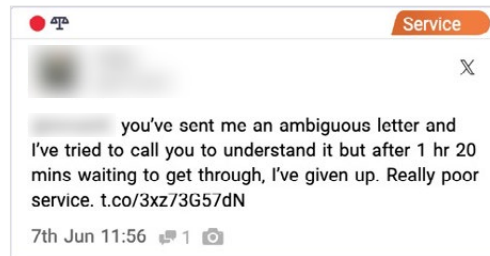 Service
you've sent me an ambiguous letter and
I've tried to call you to understand it but after 1 hr 20
mins waiting to get through, I've given up. Really poor
service. t.co/3xz73G57dN
7th Jun 11:56 1